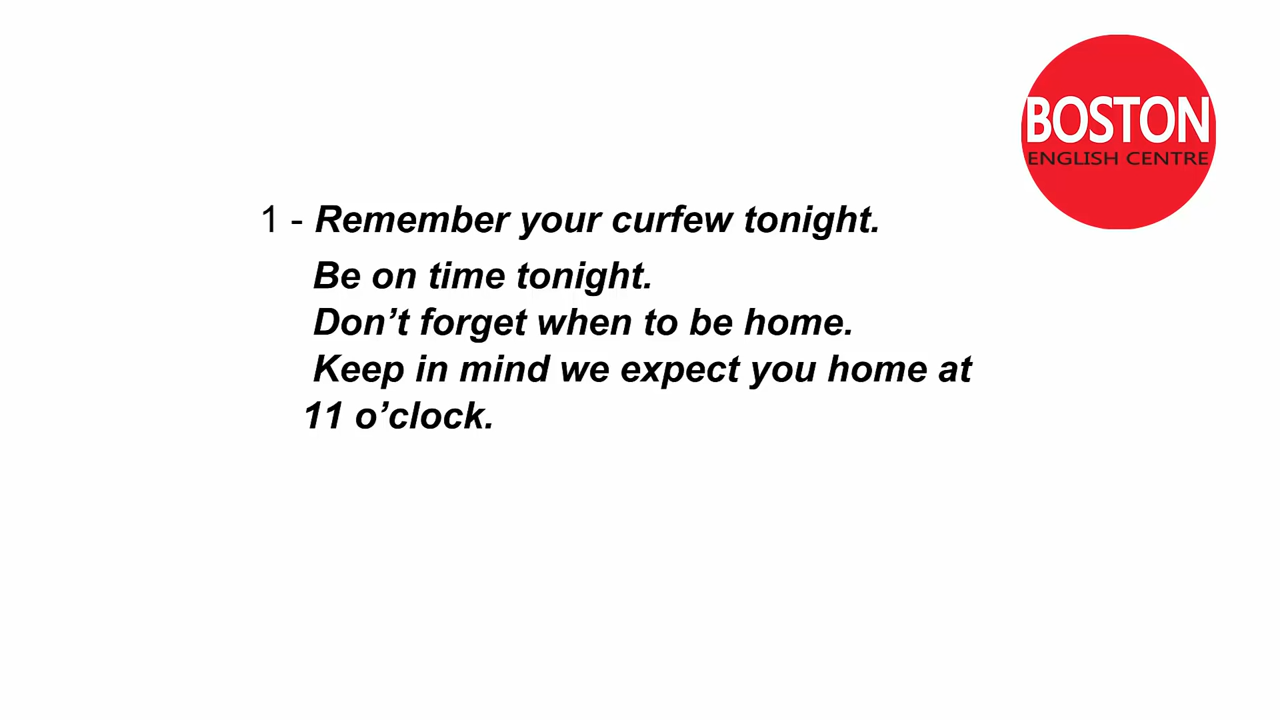 BOSTON
ENGLISH CENTRE
1 - Remember your curfew tonight.
Be on time tonight.
Don’t forget when to be home.
Keep in mind we expect you home at
11 o’clock.